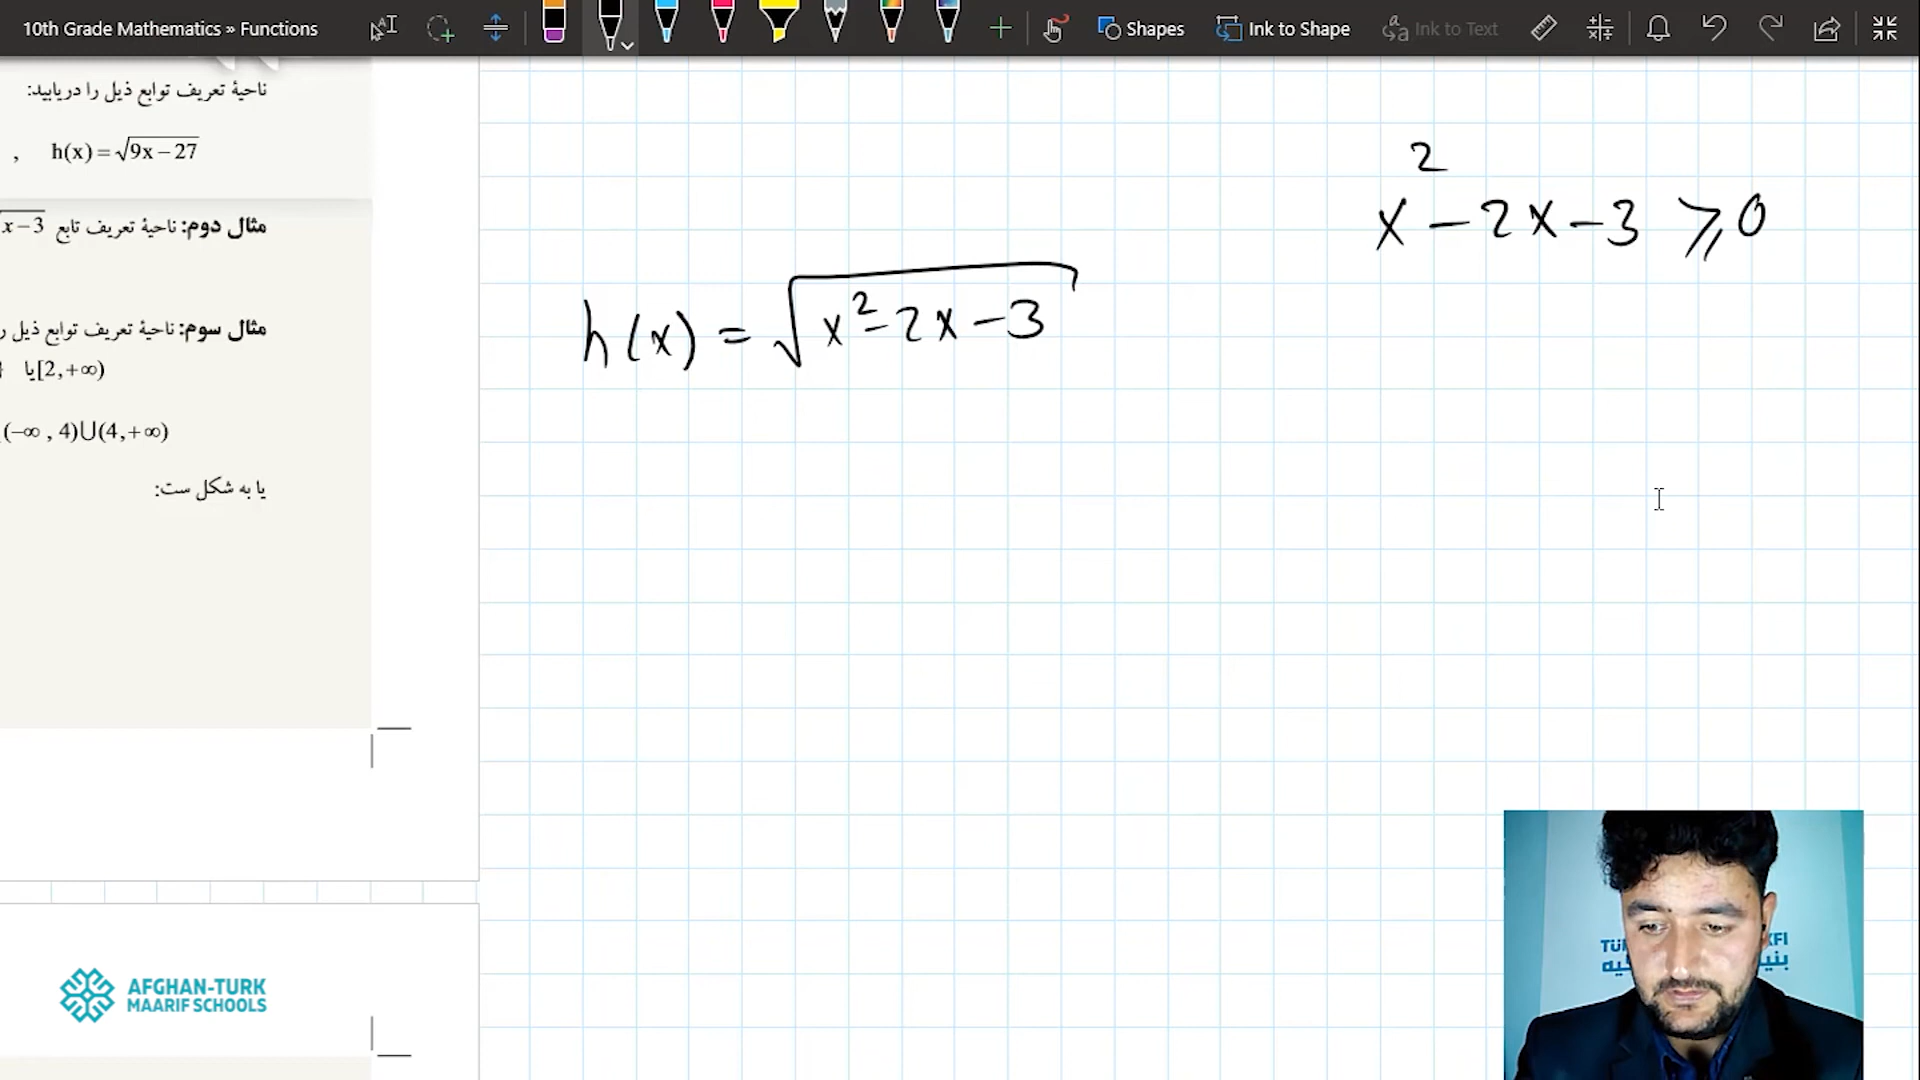 10th Grade Mathematics » Functions
Shapes
Ink to Shape
Ink to Text
ناحیهٔ تعریف توابع ذیل را دریابید:
, h(x) = √9x − 27
مثال دوم: ناحیهٔ تعریف تابع x − 3
مثال سوم: ناحیهٔ تعریف توابع ذیل ر
یا [2, +∞)
(−∞ , 4)∪(4, +∞)
یا به شکل ست:
h(x) = √x² − 2x − 3
x² − 2x − 3 ⩾ 0
AFGHAN-TURK
MAARIF SCHOOLS